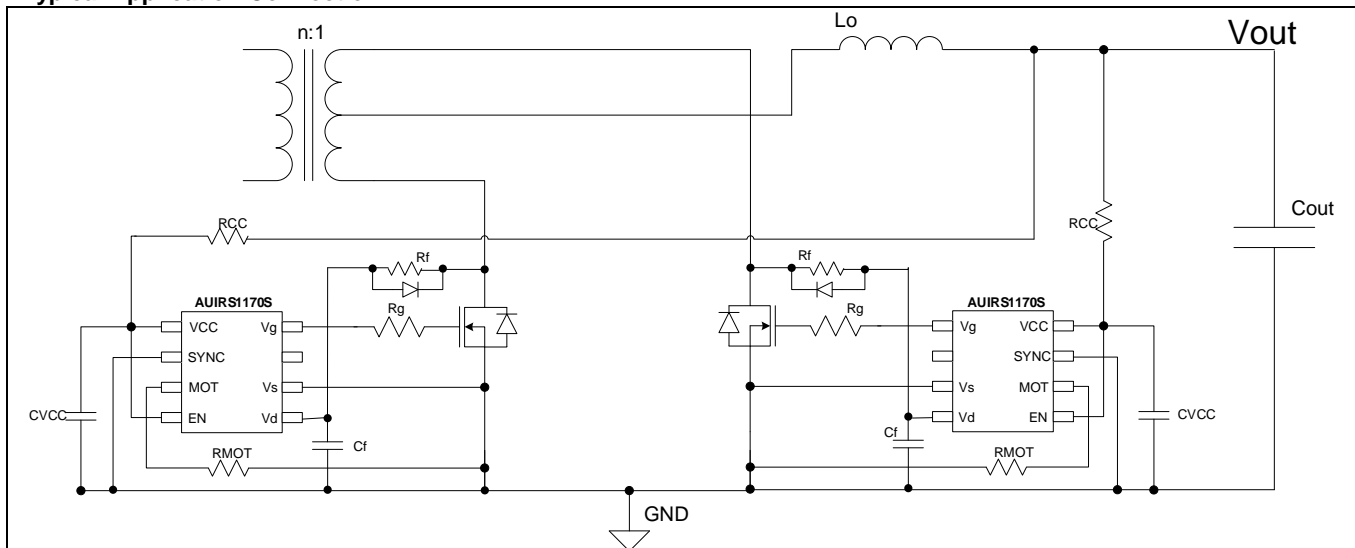 n:1
Lo
Vout
RCC
RCC
Cout
Rf
Rf
AUIRS1170S
Rg
Rg
AUIRS1170S
VCC Vg
Vg VCC
SYNC
SYNC
MOT Vs
Vs MOT
EN Vd
Vd EN
CVCC
CVCC
Cf
Cf
RMOT
RMOT
GND